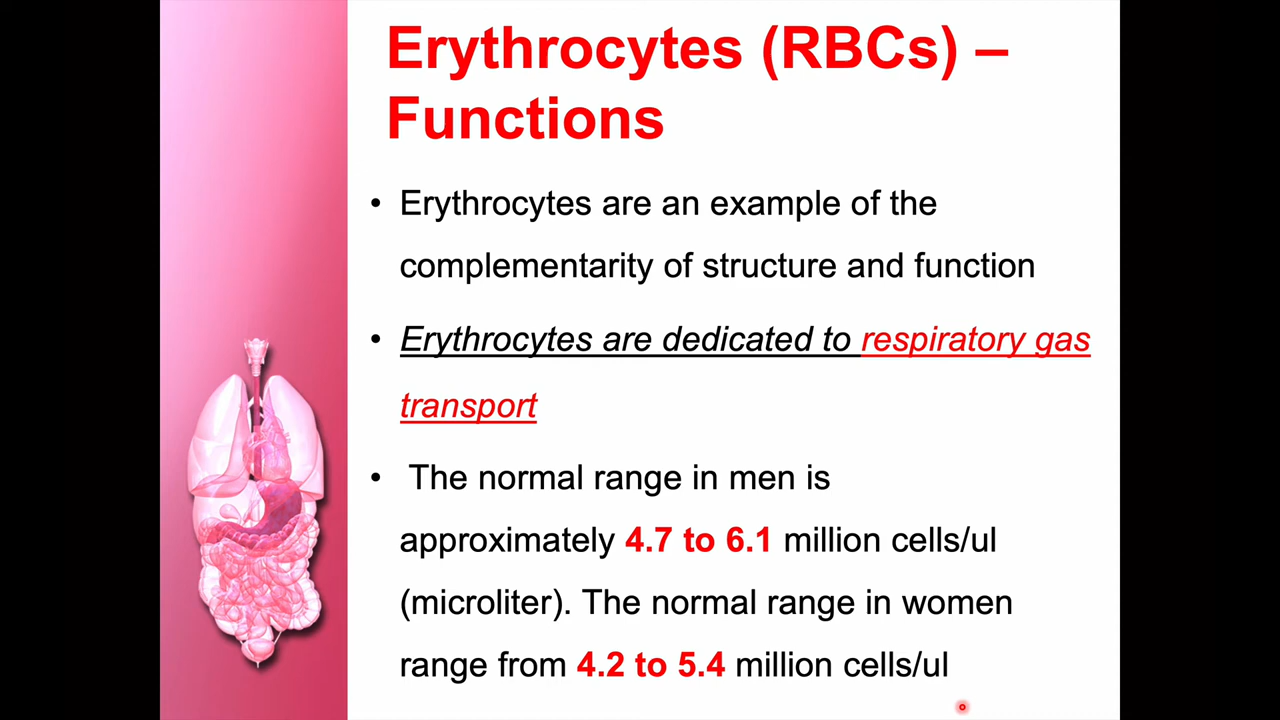 Erythrocytes (RBCs) –
Functions
• Erythrocytes are an example of the
complementarity of structure and function
• Erythrocytes are dedicated to respiratory gas
transport
• The normal range in men is
approximately 4.7 to 6.1 million cells/ul
(microliter). The normal range in women
range from 4.2 to 5.4 million cells/ul